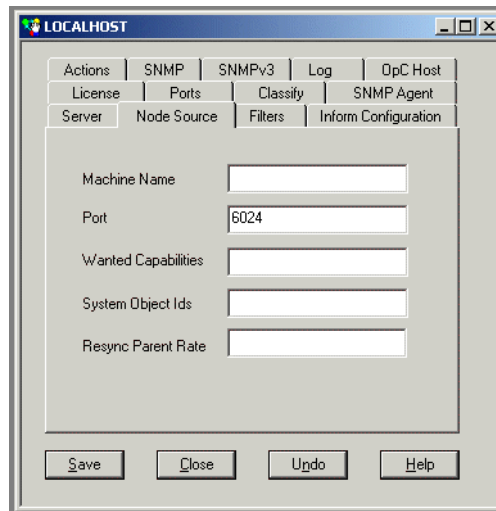 LOCALHOST
Actions SNMP SNMPv3 Log OpC Host
License Ports Classify SNMP Agent
Server Node Source Filters Inform Configuration
Machine Name
Port 6024
Wanted Capabilities
System Object Ids
Resync Parent Rate
Save Close Undo Help